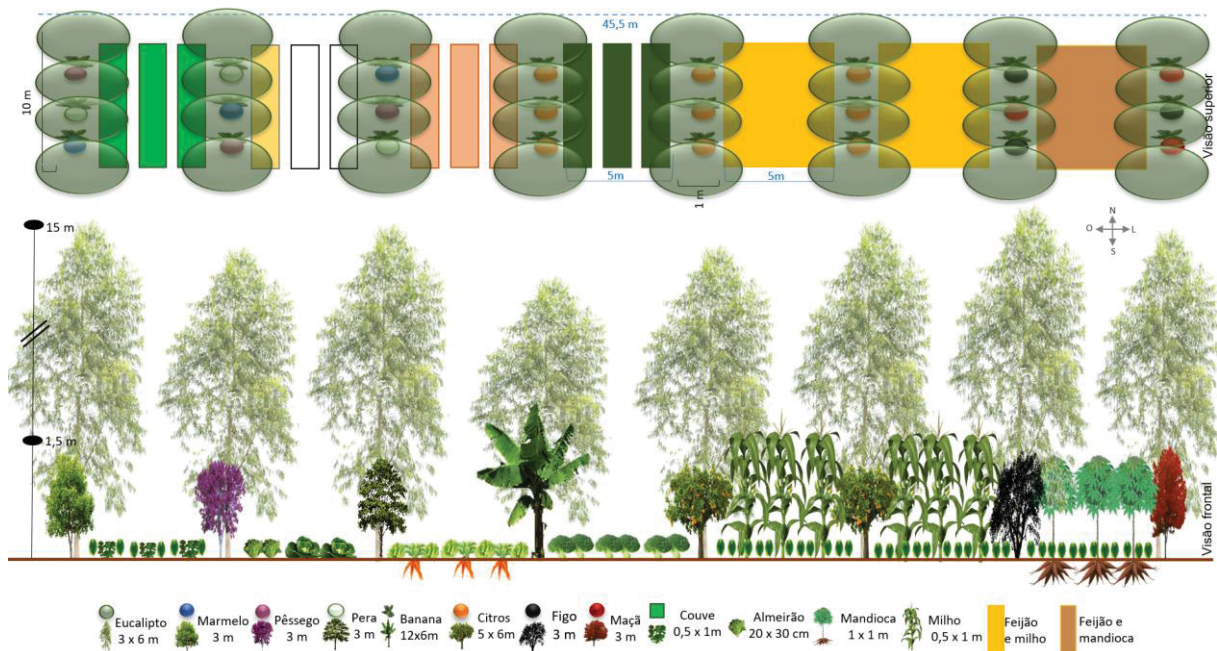 45,5 m
10 m
Visão superior
5m
1 m
5m
15 m
N
O
L
S
1,5 m
Visão frontal
Eucalipto
3 x 6 m
Marmelo
3 m
Pêssego
3 m
Pera
3 m
Banana
12x6m
Citros
5 x 6m
Figo
3 m
Maçã
3 m
Couve
0,5 x 1m
Almeirão
20 x 30 cm
Mandioca
1 x 1 m
Milho
0,5 x 1 m
Feijão
e milho
Feijão e
mandioca